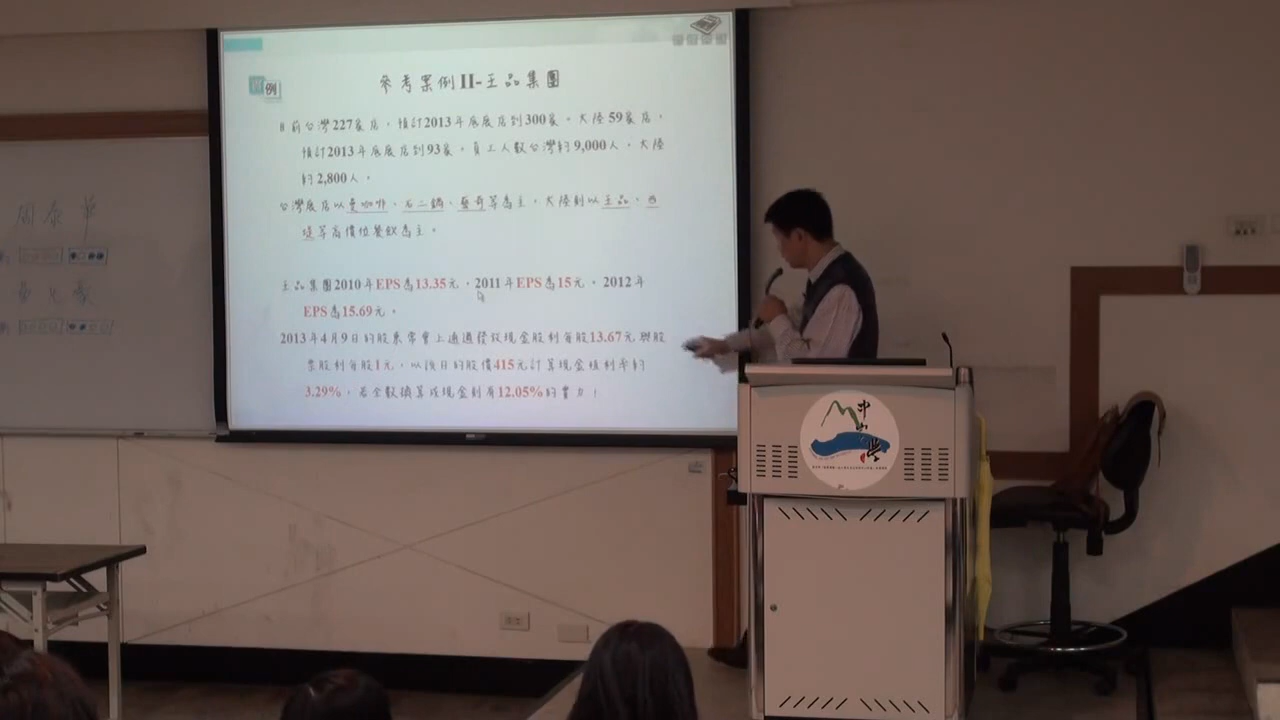 參考案例II-王品集團
例
目前台灣227家店，預計2013年底展店到300家。大陸59家店，
預計2013年底展店到93家，員工人數台灣約9,000人，大陸
約2,800人。
台灣展店以曼咖啡、石二鍋、藝奇等為主，大陸則以王品、西
堤等高價位餐飲為主。
王品集團2010年EPS為13.35元，2011年EPS為15元，2012年
EPS為15.69元。
2013年4月9日的股東常會上通過發放現金股利每股13.67元與股
票股利每股1元，以該日的股價415元計算現金殖利率約
3.29%，若全數換算成現金則有12.05%的實力！
周泰華
中山學